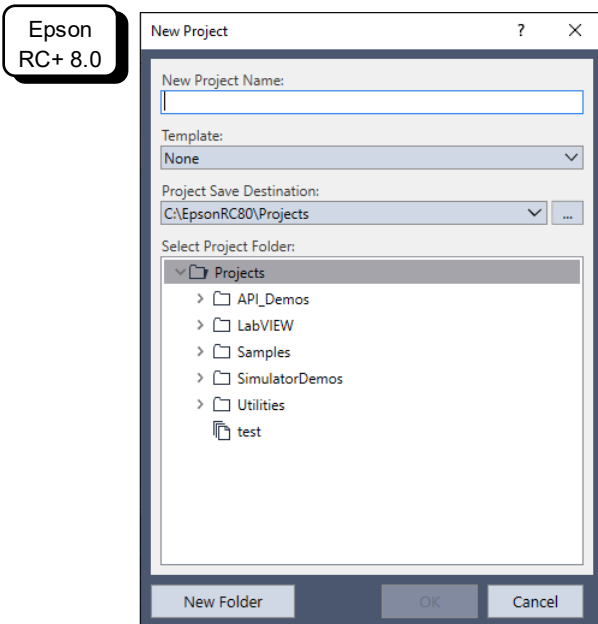 Epson
RC+ 8.0
New Project
?
New Project Name:
Template:
None
Project Save Destination:
C:\EpsonRC80\Projects
...
Select Project Folder:
Projects
API_Demos
LabVIEW
Samples
SimulatorDemos
Utilities
test
New Folder OK Cancel